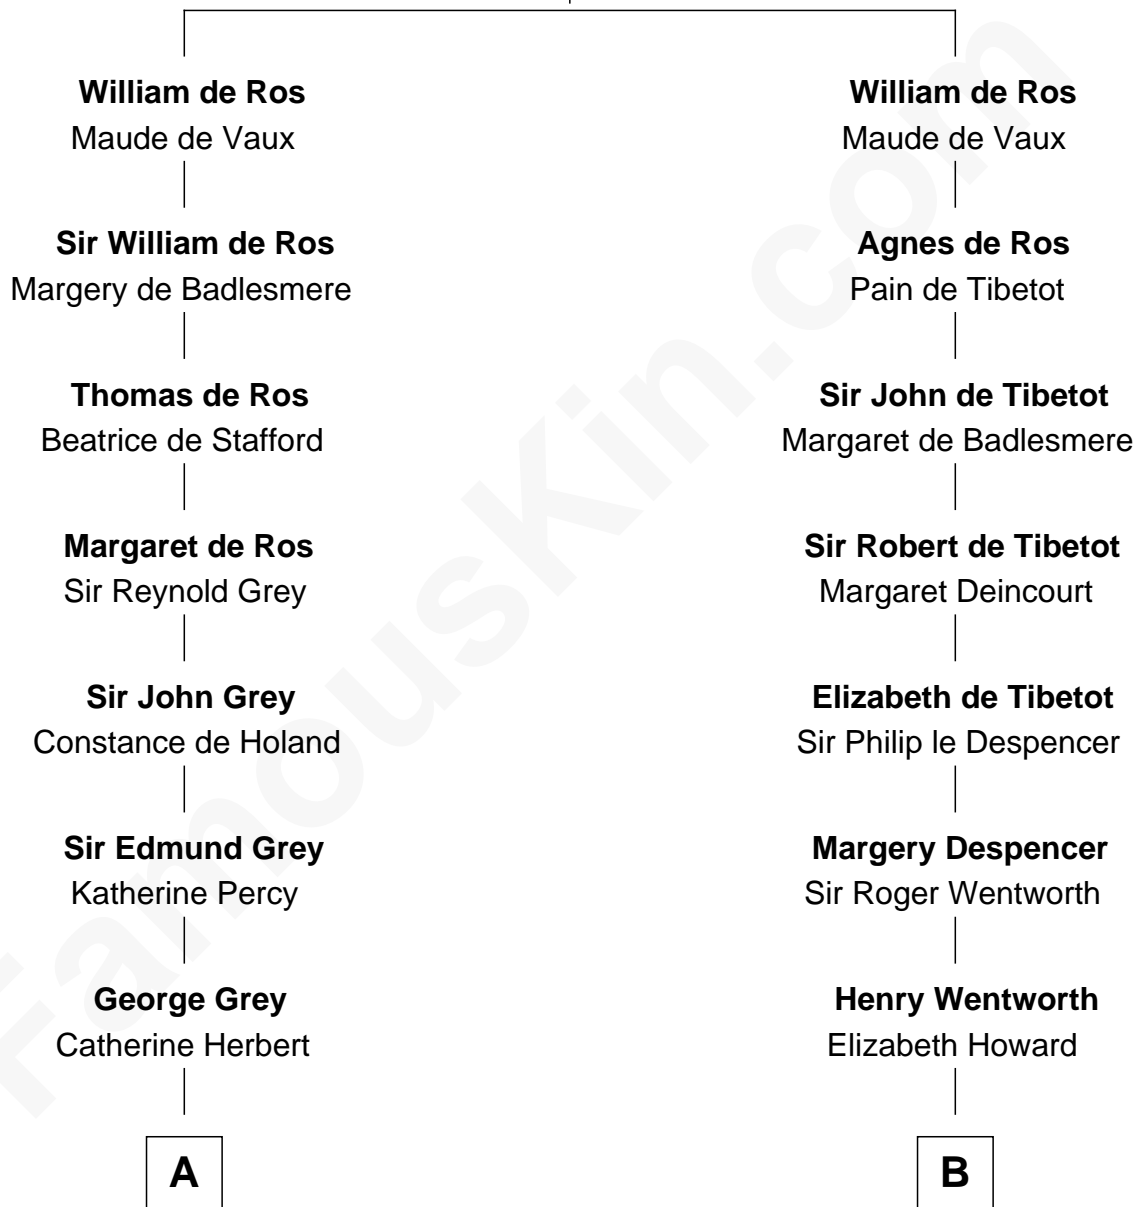 William de Ros
Maude de Vaux
Sir William de Ros
Margery de Badlesmere
Thomas de Ros
Beatrice de Stafford
Margaret de Ros
Sir Reynold Grey
Sir John Grey
Constance de Holand
Sir Edmund Grey
Katherine Percy
George Grey
Catherine Herbert
A
William de Ros
Maude de Vaux
Agnes de Ros
Pain de Tibetot
Sir John de Tibetot
Margaret de Badlesmere
Sir Robert de Tibetot
Margaret Deincourt
Elizabeth de Tibetot
Sir Philip le Despencer
Margery Despencer
Sir Roger Wentworth
Henry Wentworth
Elizabeth Howard
B
FamousKin.com